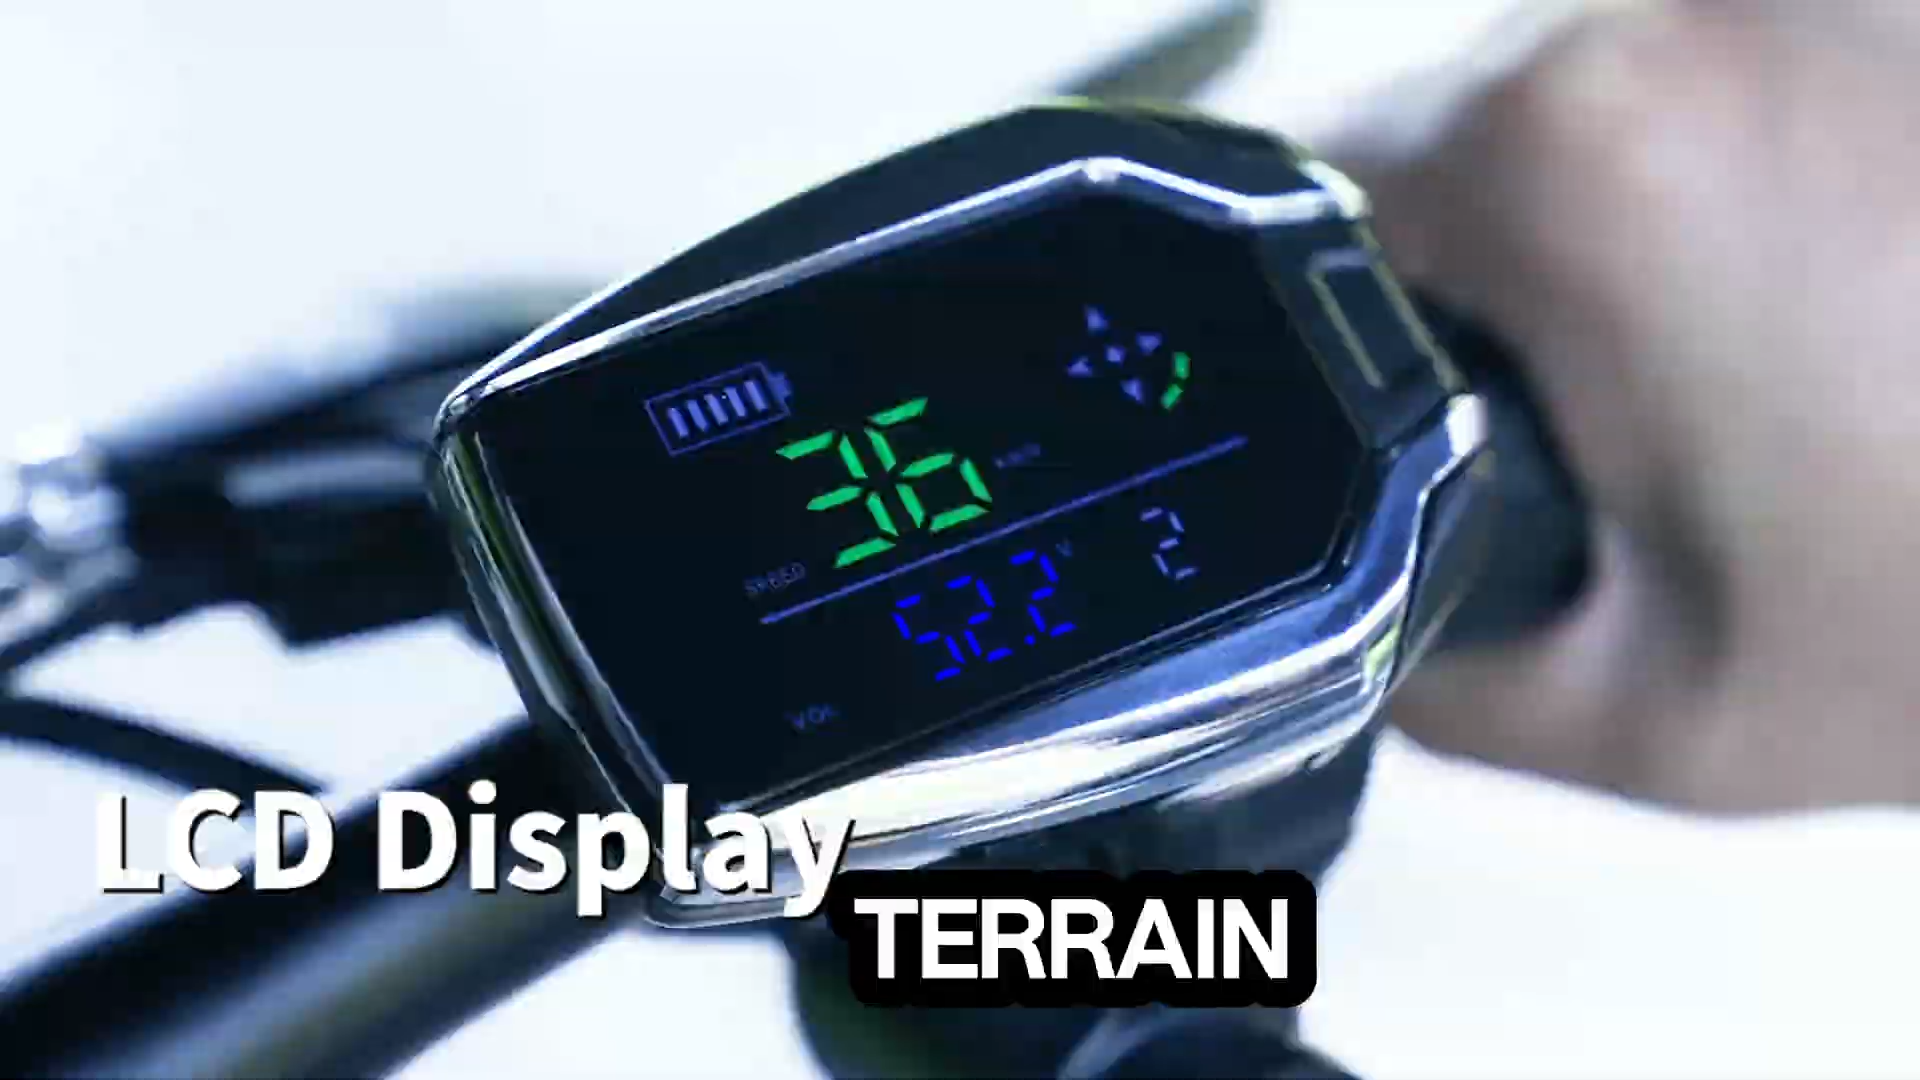 36
SPEED
52.2 V
2
VOL
LCD Display
TERRAIN